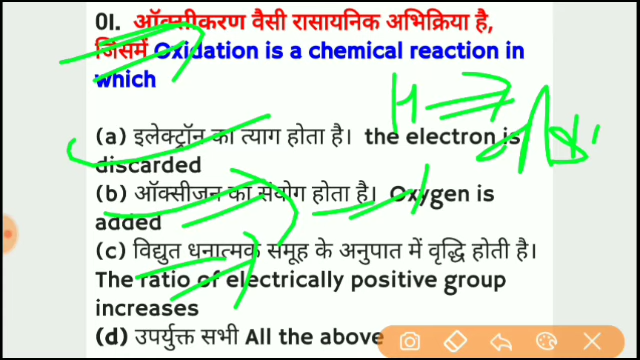 01. ऑक्सीकरण वैसी रासायनिक अभिक्रिया है,
जिसमें Oxidation is a chemical reaction in
which
(a) इलेक्ट्रॉन का त्याग होता है। the electron is
discarded
(b) ऑक्सीजन का संयोग होता है। Oxygen is
added
(c) विद्युत धनात्मक समूह के अनुपात में वृद्धि होती है।
The ratio of electrically positive group
increases
(d) उपर्युक्त सभी All the above